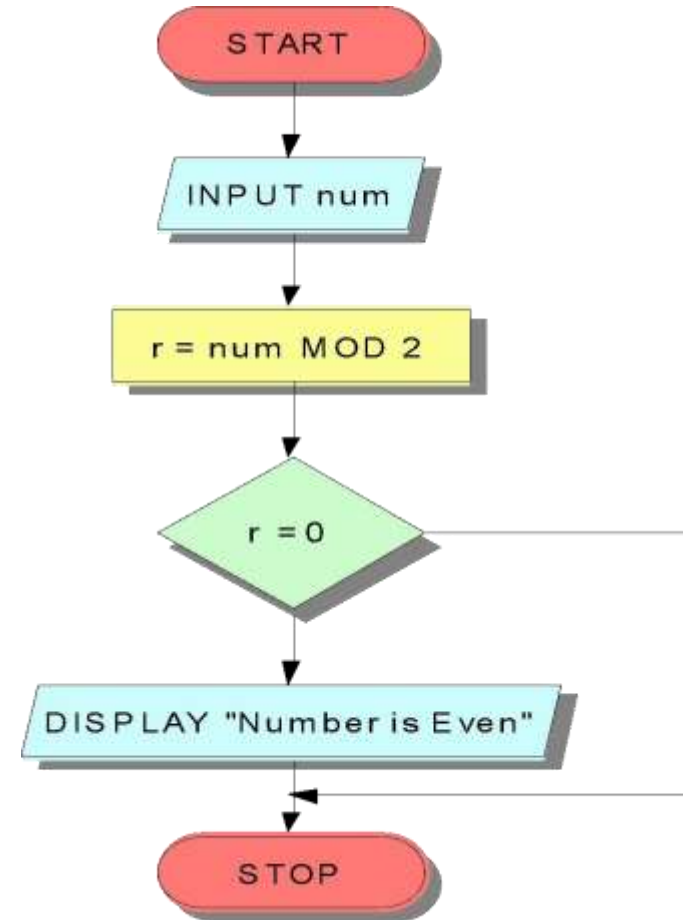 START
INPUT num
r = num MOD 2
r = 0
DISPLAY "Number is Even"
STOP